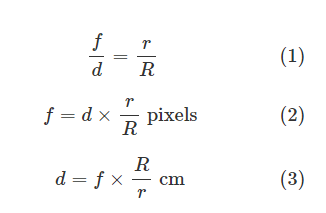 f/d = r/R (1)
f = d × r/R pixels (2)
d = f × R/r cm (3)